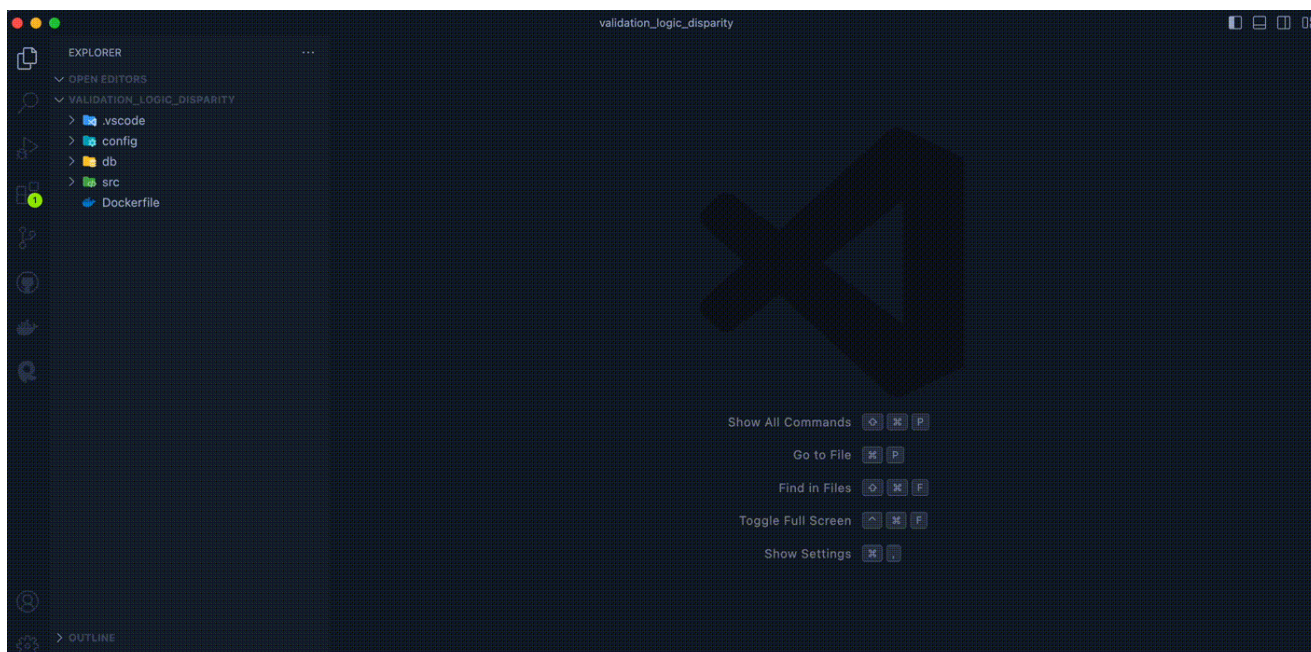 validation_logic_disparity
EXPLORER
OPEN EDITORS
VALIDATION_LOGIC_DISPARITY
.vscode
config
db
src
Dockerfile
1
Show All Commands ⇧ ⌘ P
Go to File ⌘ P
Find in Files ⇧ ⌘ F
Toggle Full Screen ^ ⌘ F
Show Settings ⌘ ,
OUTLINE